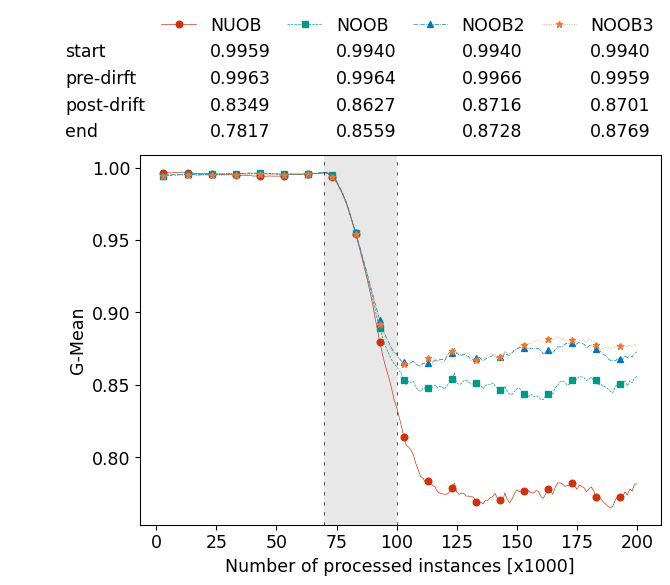 NUOB NOOB NOOB2 NOOB3
start 0.9959 0.9940 0.9940 0.9940
pre-dirft 0.9963 0.9964 0.9966 0.9959
post-drift 0.8349 0.8627 0.8716 0.8701
end 0.7817 0.8559 0.8728 0.8769
1.00
0.95
0.90
0.85
0.80
G-Mean
0 25 50 75 100 125 150 175 200
Number of processed instances [x1000]